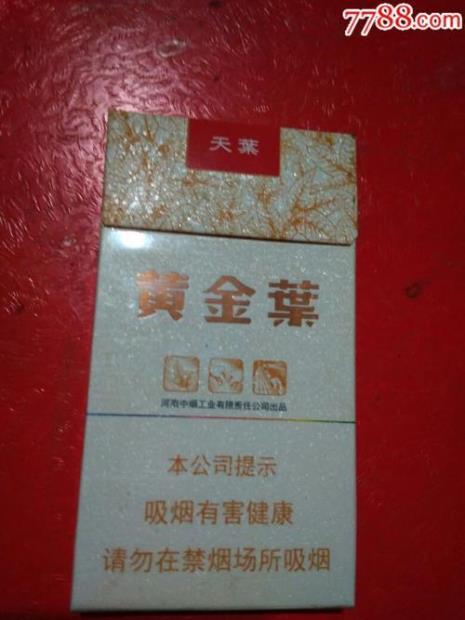 7788.com
天葉
黄金葉
河南中烟工业有限责任公司出品
本公司提示
吸烟有害健康
请勿在禁烟场所吸烟